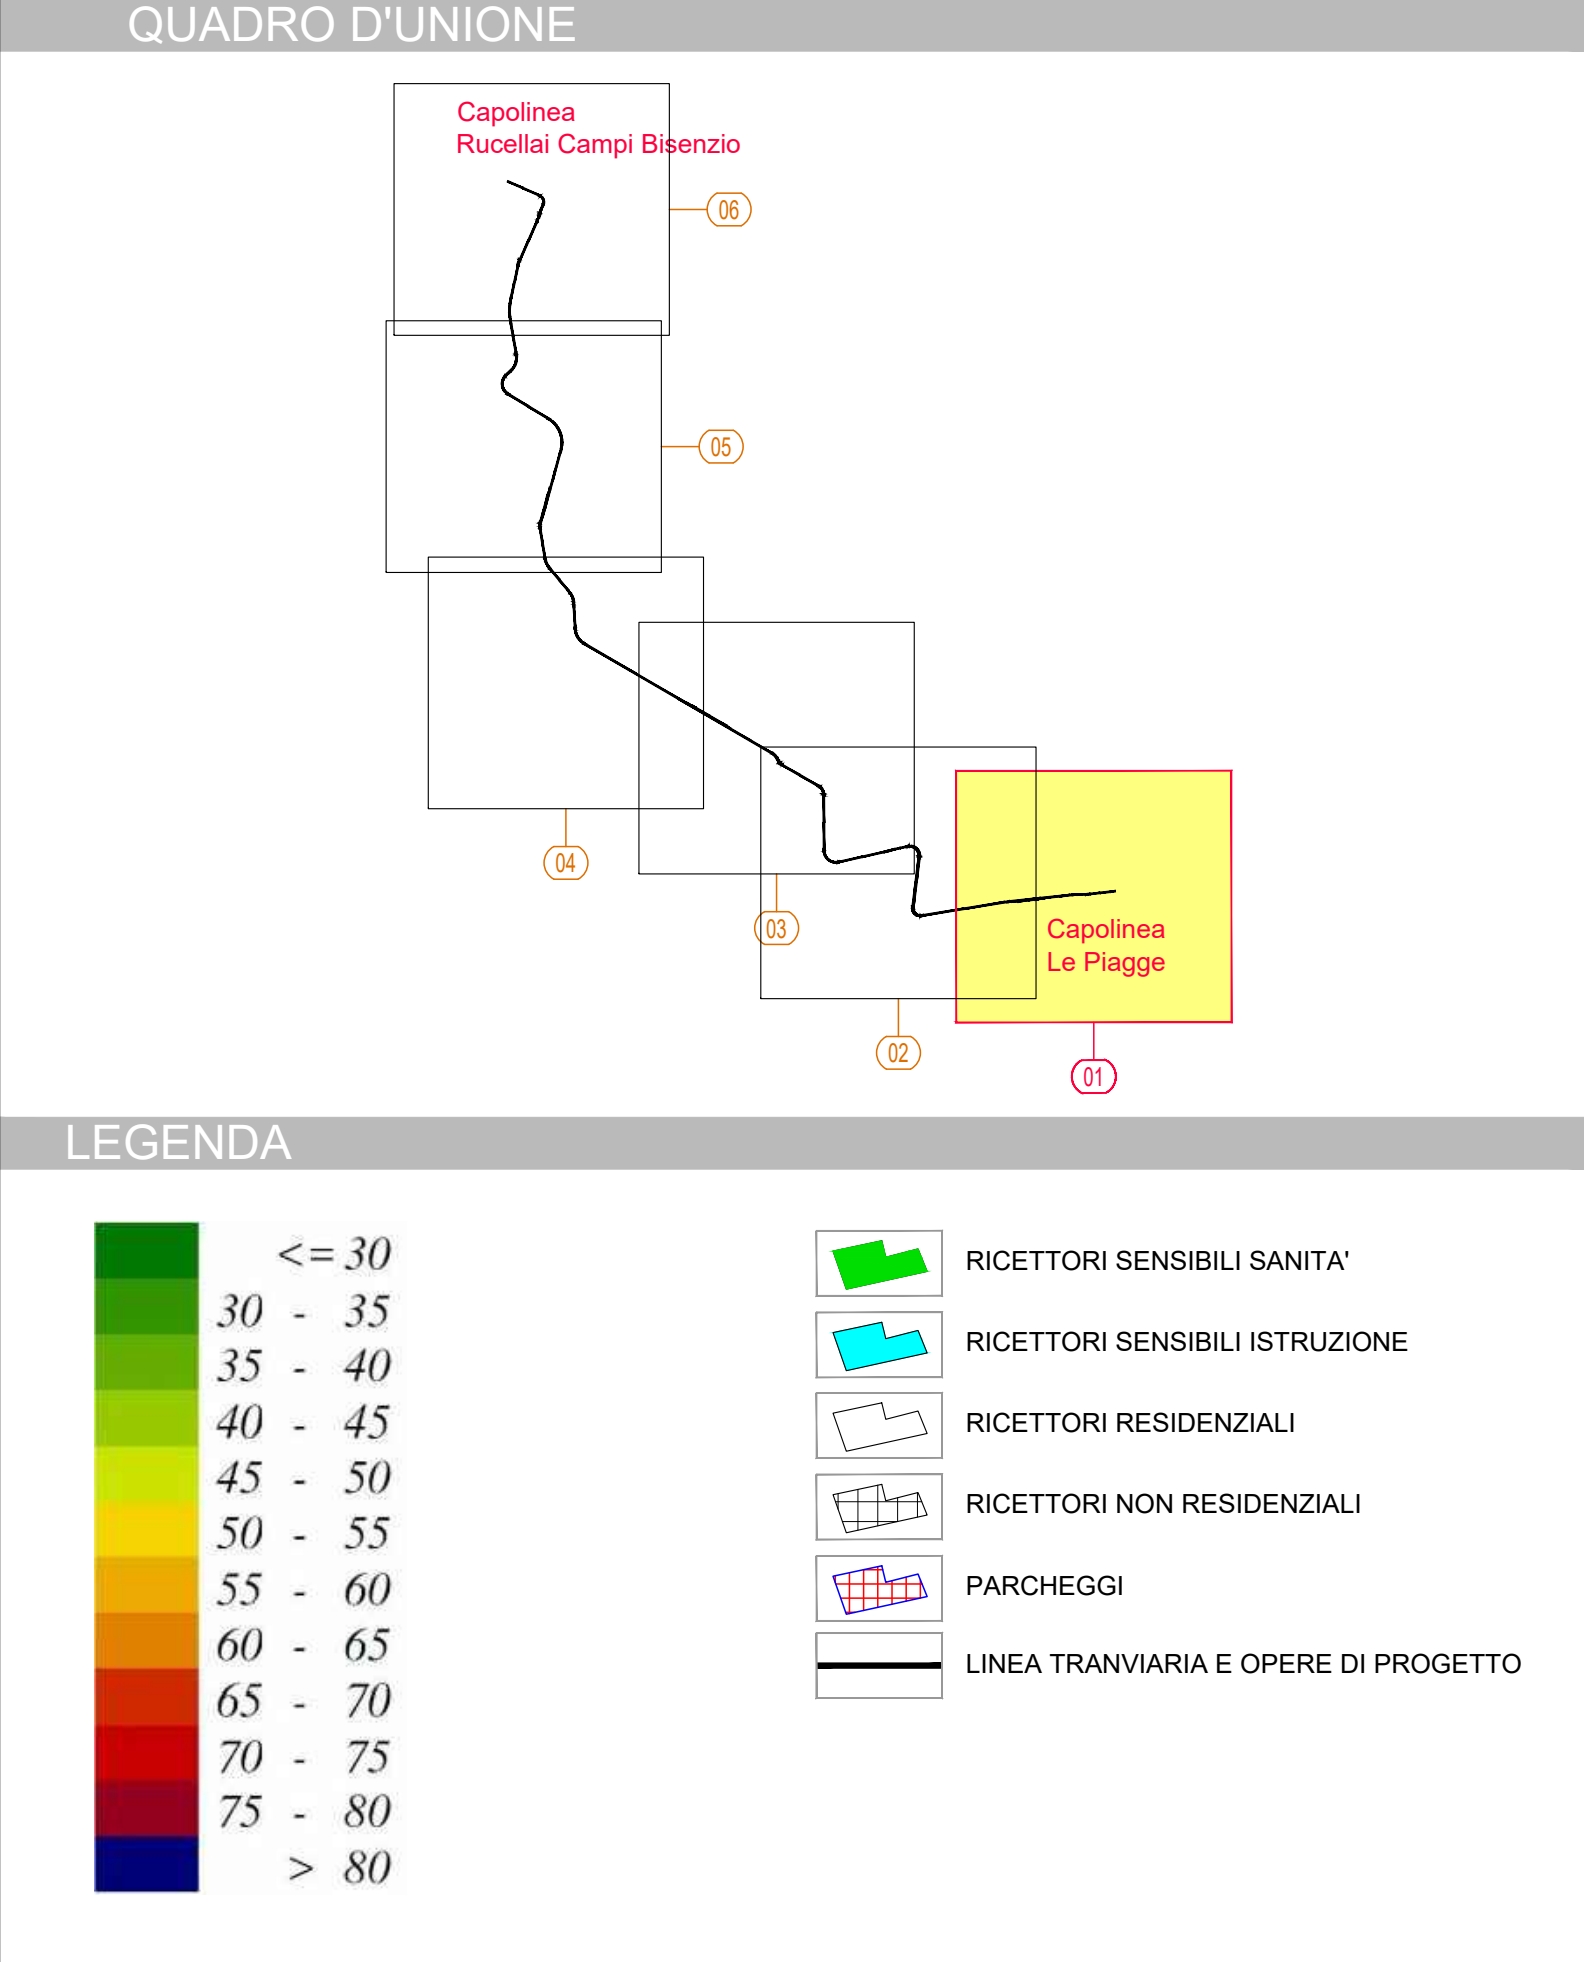 QUADRO D'UNIONE
Capolinea
Rucellai Campi Bisenzio
06
05
04
03
Capolinea
Le Piagge
02
01
LEGENDA
<= 30
30 - 35
35 - 40
40 - 45
45 - 50
50 - 55
55 - 60
60 - 65
65 - 70
70 - 75
75 - 80
> 80
RICETTORI SENSIBILI SANITA'
RICETTORI SENSIBILI ISTRUZIONE
RICETTORI RESIDENZIALI
RICETTORI NON RESIDENZIALI
PARCHEGGI
LINEA TRANVIARIA E OPERE DI PROGETTO